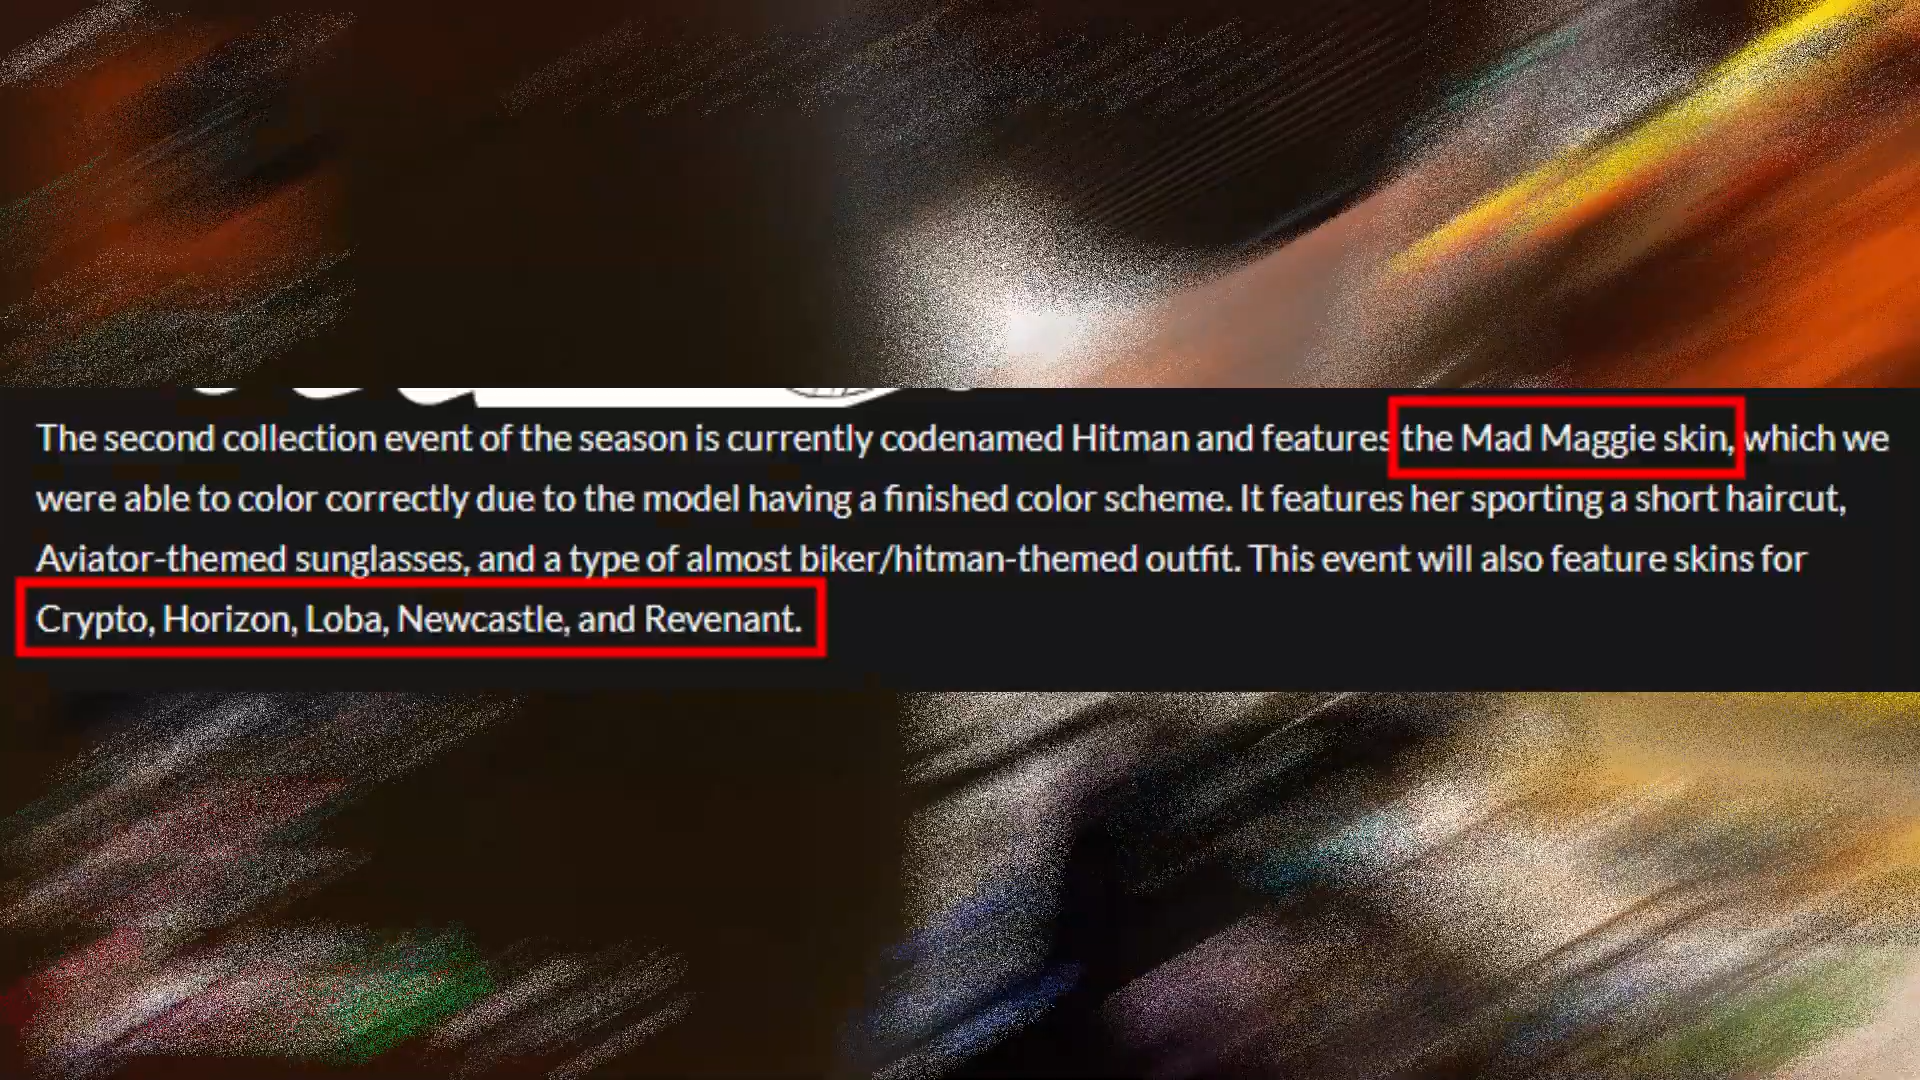 The second collection event of the season is currently codenamed Hitman and features the Mad Maggie skin, which we
were able to color correctly due to the model having a finished color scheme. It features her sporting a short haircut,
Aviator-themed sunglasses, and a type of almost biker/hitman-themed outfit. This event will also feature skins for
Crypto, Horizon, Loba, Newcastle, and Revenant.